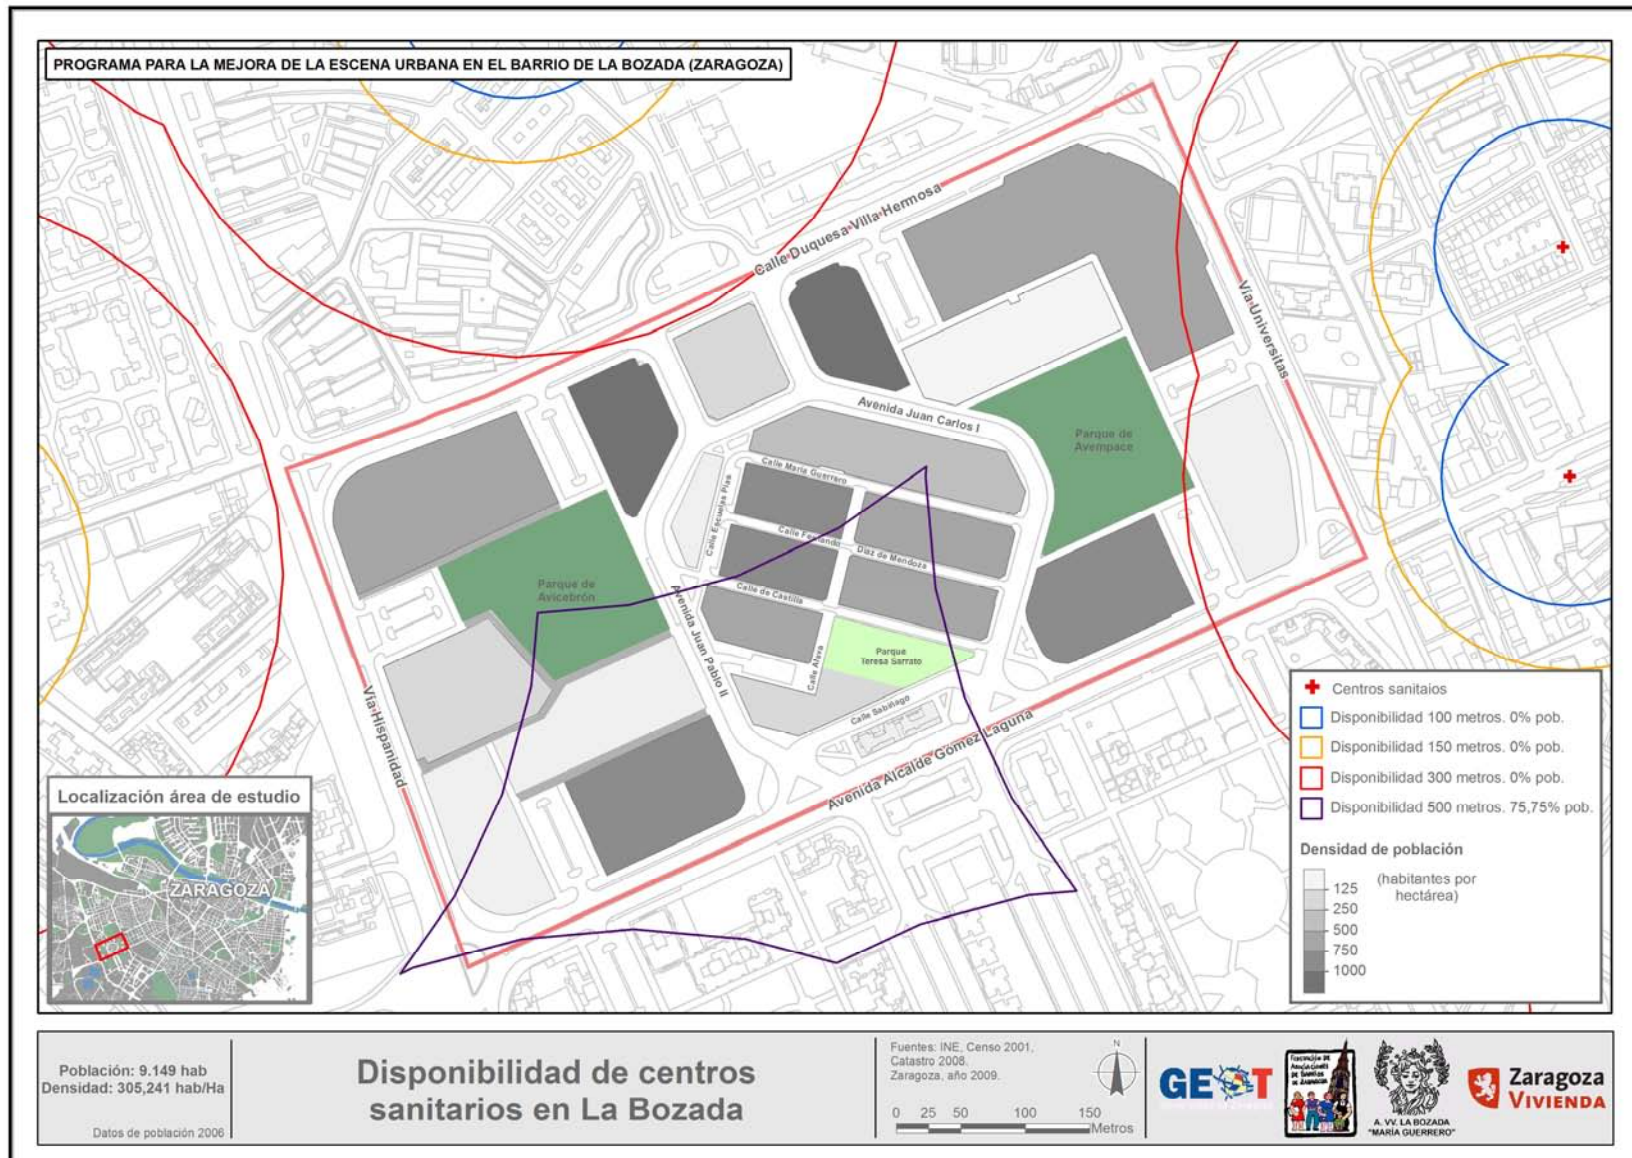 PROGRAMA PARA LA MEJORA DE LA ESCENA URBANA EN EL BARRIO DE LA BOZADA (ZARAGOZA)
Calle Duquesa Villa Hermosa
Vía Universitas
Avenida Juan Carlos I
Parque de
Avempace
Calle María Guerrero
Calle Escuelas Pías
Calle Fernando
Díaz de Mendoza
Calle de Castilla
Parque de
Avicebrón
Avenida Juan Pablo II
Calle Alava
Parque
Teresa Sarrato
Calle Sabiñago
Vía Hispanidad
Avenida Alcalde Gómez Laguna
Centros sanitaios
Disponibilidad 100 metros. 0% pob.
Disponibilidad 150 metros. 0% pob.
Disponibilidad 300 metros. 0% pob.
Disponibilidad 500 metros. 75,75% pob.
Densidad de población
(habitantes por
hectárea)
125
250
500
750
1000
Localización área de estudio
ZARAGOZA
Población: 9.149 hab
Densidad: 305,241 hab/Ha
Datos de población 2006
Disponibilidad de centros
sanitarios en La Bozada
Fuentes: INE, Censo 2001,
Catastro 2008.
Zaragoza, año 2009.
N
0 25 50 100 150
Metros
GEOT
Federación de
Asociaciones
de Barrios
de Zaragoza
A. VV. LA BOZADA
"MARÍA GUERRERO"
Zaragoza
VIVIENDA